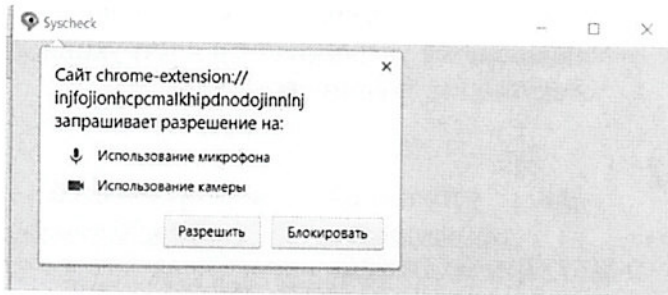 Syscheck
Сайт chrome-extension://
injfojionhcpcmalkhipdnodojinnlnj
запрашивает разрешение на:
Использование микрофона
Использование камеры
Разрешить
Блокировать